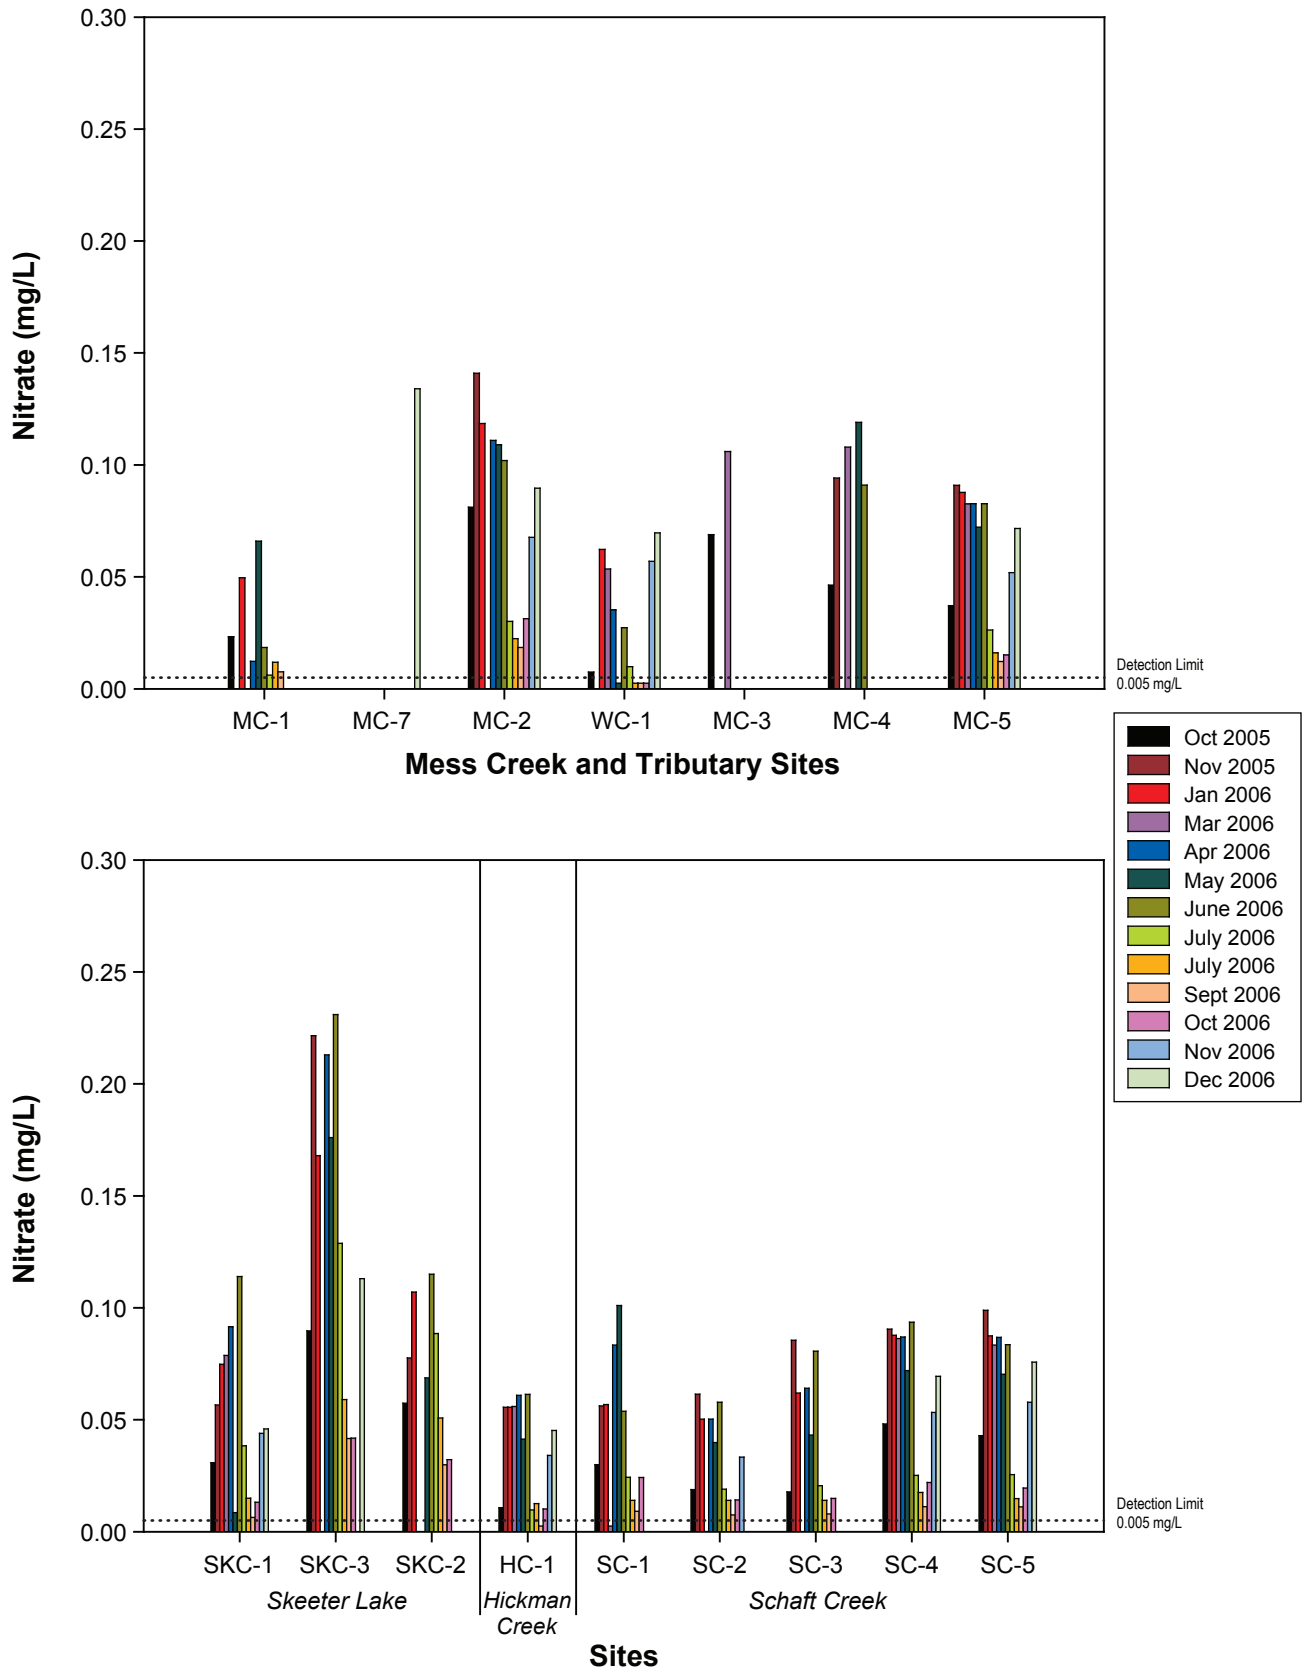 0.30
0.25
0.20
0.15
0.10
0.05
0.00
Nitrate (mg/L)
Detection Limit
0.005 mg/L
MC-1 MC-7 MC-2 WC-1 MC-3 MC-4 MC-5
Mess Creek and Tributary Sites
Oct 2005
Nov 2005
Jan 2006
Mar 2006
Apr 2006
May 2006
June 2006
July 2006
July 2006
Sept 2006
Oct 2006
Nov 2006
Dec 2006
0.30
0.25
0.20
0.15
0.10
0.05
0.00
Nitrate (mg/L)
Detection Limit
0.005 mg/L
SKC-1 SKC-3 SKC-2 HC-1 SC-1 SC-2 SC-3 SC-4 SC-5
Skeeter Lake Hickman Schaft Creek
Creek
Sites